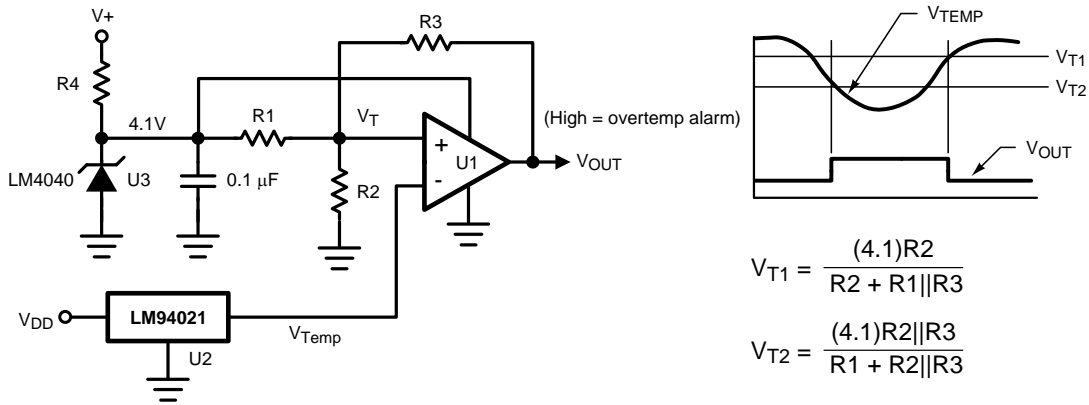 V+
R3
R4
4.1V
R1
VT
(High = overtemp alarm)
+
U1
-
VOUT
LM4040
U3
0.1 μF
R2
VDD
LM94021
VTemp
U2
VTEMP
VT1
VT2
VOUT
VT1 = (4.1)R2
R2 + R1||R3
VT2 = (4.1)R2||R3
R1 + R2||R3